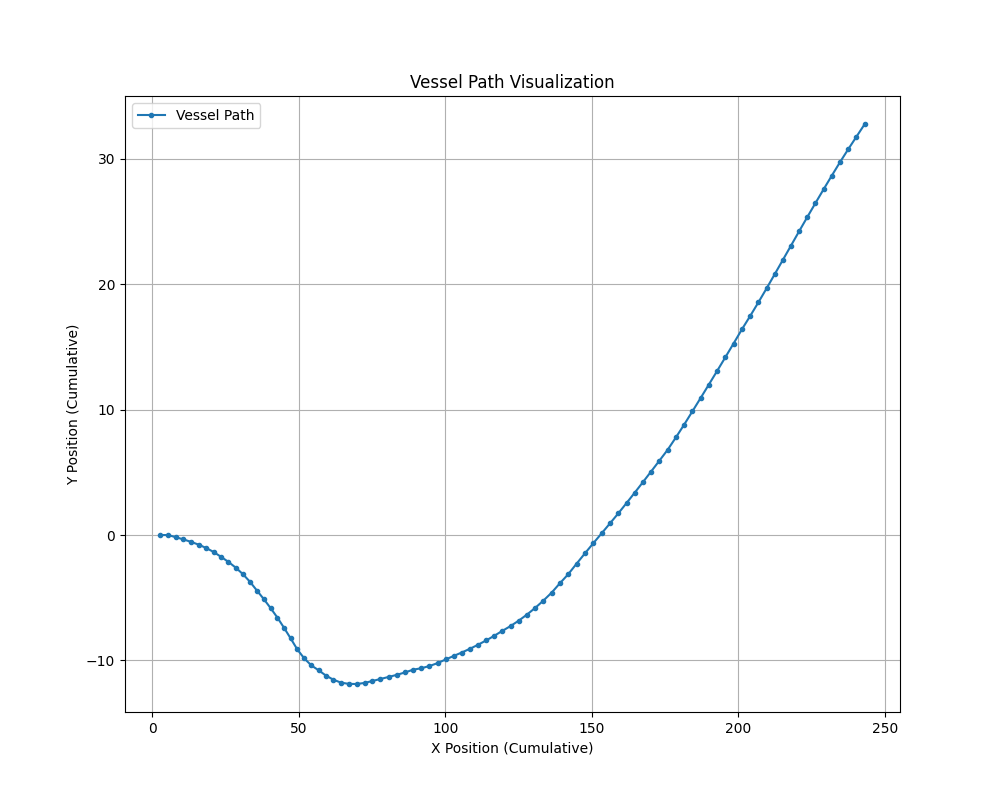 Vessel Path Visualization
Vessel Path
30
20
10
0
−10
Y Position (Cumulative)
0 50 100 150 200 250
X Position (Cumulative)